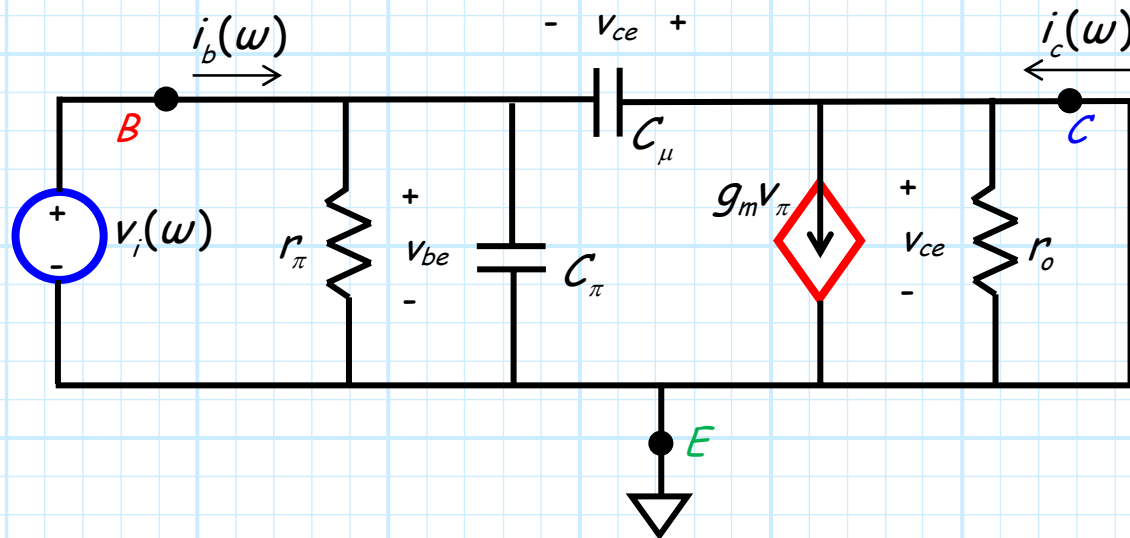 - v_ce +
i_b(ω)
i_c(ω)
B
C
C_μ
+
g_m v_π
+
+
v_i(ω)
r_π
v_be
v_ce
r_o
-
C_π
-
-
E